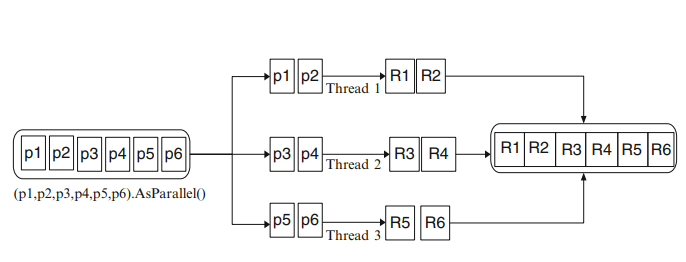 p1 p2 Thread 1 R1 R2
p1 p2 p3 p4 p5 p6
(p1,p2,p3,p4,p5,p6).AsParallel()
p3 p4 Thread 2 R3 R4
p5 p6 Thread 3 R5 R6
R1 R2 R3 R4 R5 R6